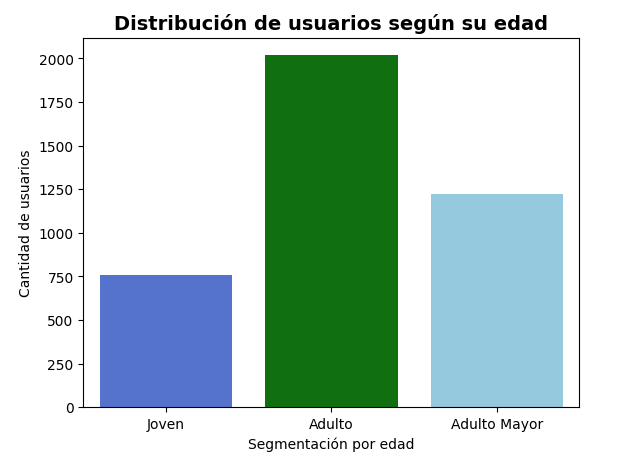 Distribución de usuarios según su edad
Cantidad de usuarios
2000
1750
1500
1250
1000
750
500
250
0
Joven
Adulto
Adulto Mayor
Segmentación por edad